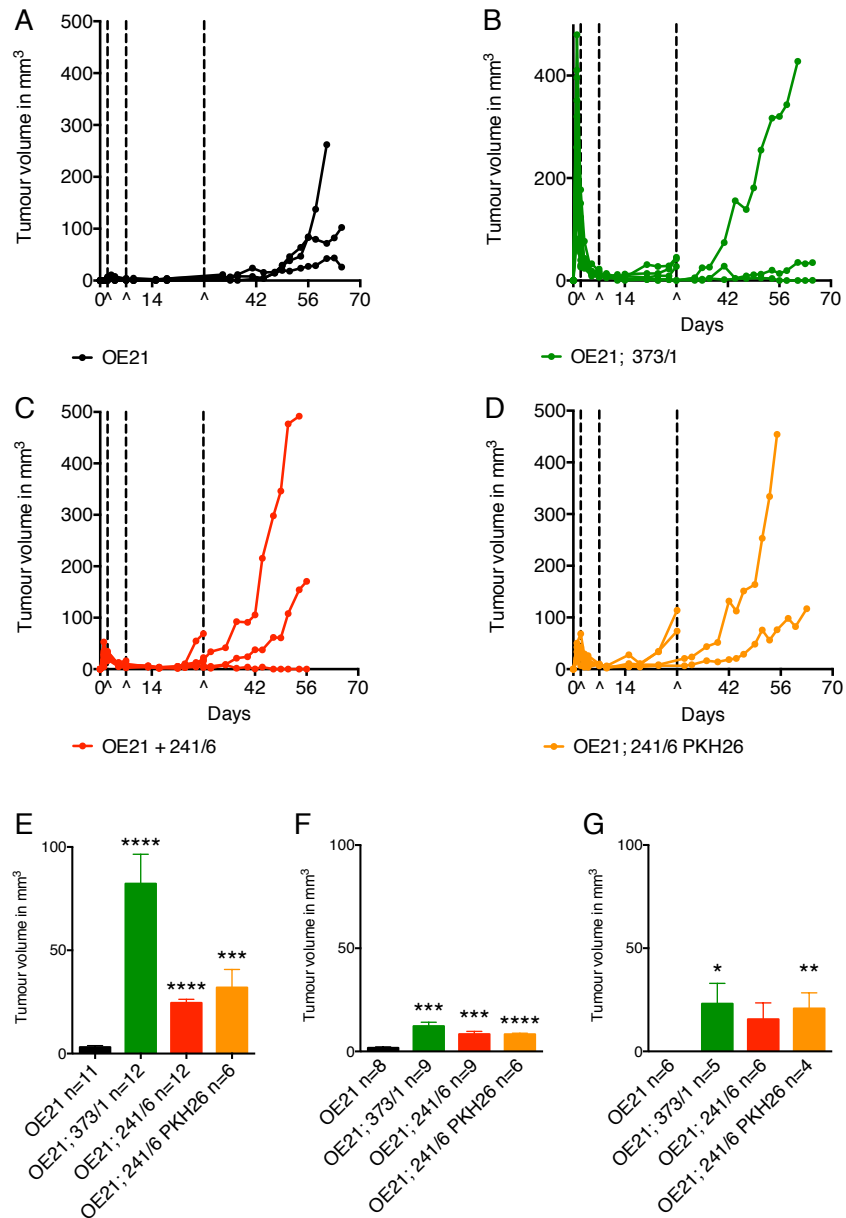 A
Tumour volume in mm³
500
400
300
200
100
0
0 ^ ^ 14 ^ 42 56 70
OE21
B
Tumour volume in mm³
400
200
0
0 ^ ^ 14 ^ 42 56 70
Days
OE21; 373/1
C
Tumour volume in mm³
500
400
300
200
100
0
0 ^ ^ 14 ^ 42 56 70
Days
OE21 + 241/6
D
Tumour volume in mm³
500
400
300
200
100
0
0 ^ ^ 14 ^ 42 56 70
Days
OE21; 241/6 PKH26
E
Tumour volume in mm³
100
50
0
****
****
***
OE21 n=11
OE21; 373/1 n=12
OE21; 241/6 n=12
OE21; 241/6 PKH26 n=6
F
Tumour volume in mm³
100
50
0
***
***
****
OE21 n=8
OE21; 373/1 n=9
OE21; 241/6 n=9
OE21; 241/6 PKH26 n=6
G
Tumour volume in mm³
100
50
0
*
**
OE21 n=6
OE21; 373/1 n=5
OE21; 241/6 n=6
OE21; 241/6 PKH26 n=4